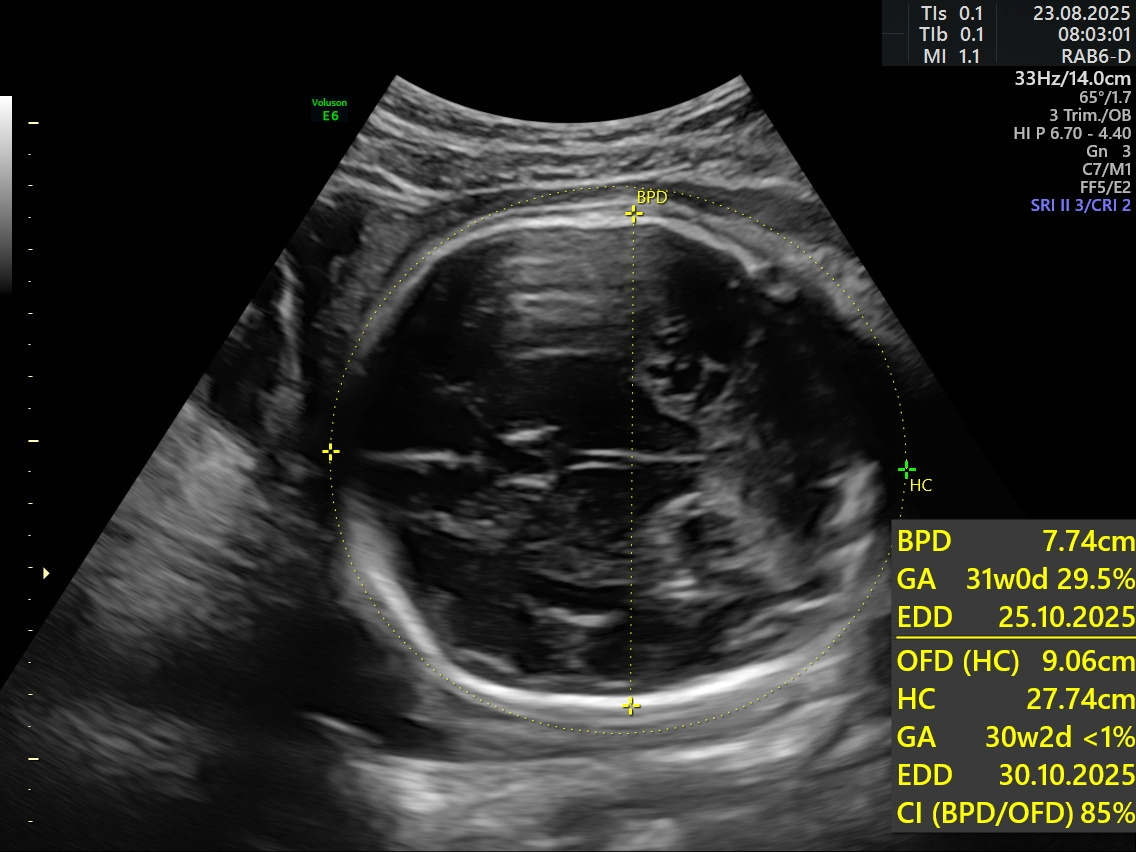 TIs 0.1 23.08.2025
TIb 0.1 08:03:01
MI 1.1 RAB6-D
33Hz/14.0cm
65°/1.7
3 Trim./OB
HI P 6.70 - 4.40
Gn 3
C7/M1
FF5/E2
SRI II 3/CRI 2
Voluson
E6
BPD
HC
BPD 7.74cm
GA 31w0d 29.5%
EDD 25.10.2025
OFD (HC) 9.06cm
HC 27.74cm
GA 30w2d <1%
EDD 30.10.2025
CI (BPD/OFD) 85%